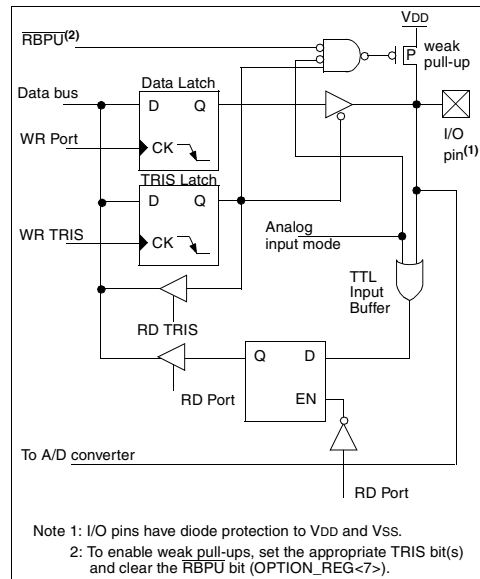 VDD
RBPU(2)
P
weak
pull-up
Data Latch
Data bus
D
Q
I/O
pin(1)
WR Port
CK
TRIS Latch
D
Q
WR TRIS
CK
Analog
input mode
TTL
Input
Buffer
RD TRIS
Q
D
RD Port
EN
To A/D converter
RD Port
Note 1: I/O pins have diode protection to VDD and VSS.
2: To enable weak pull-ups, set the appropriate TRIS bit(s)
and clear the RBPU bit (OPTION_REG<7>).